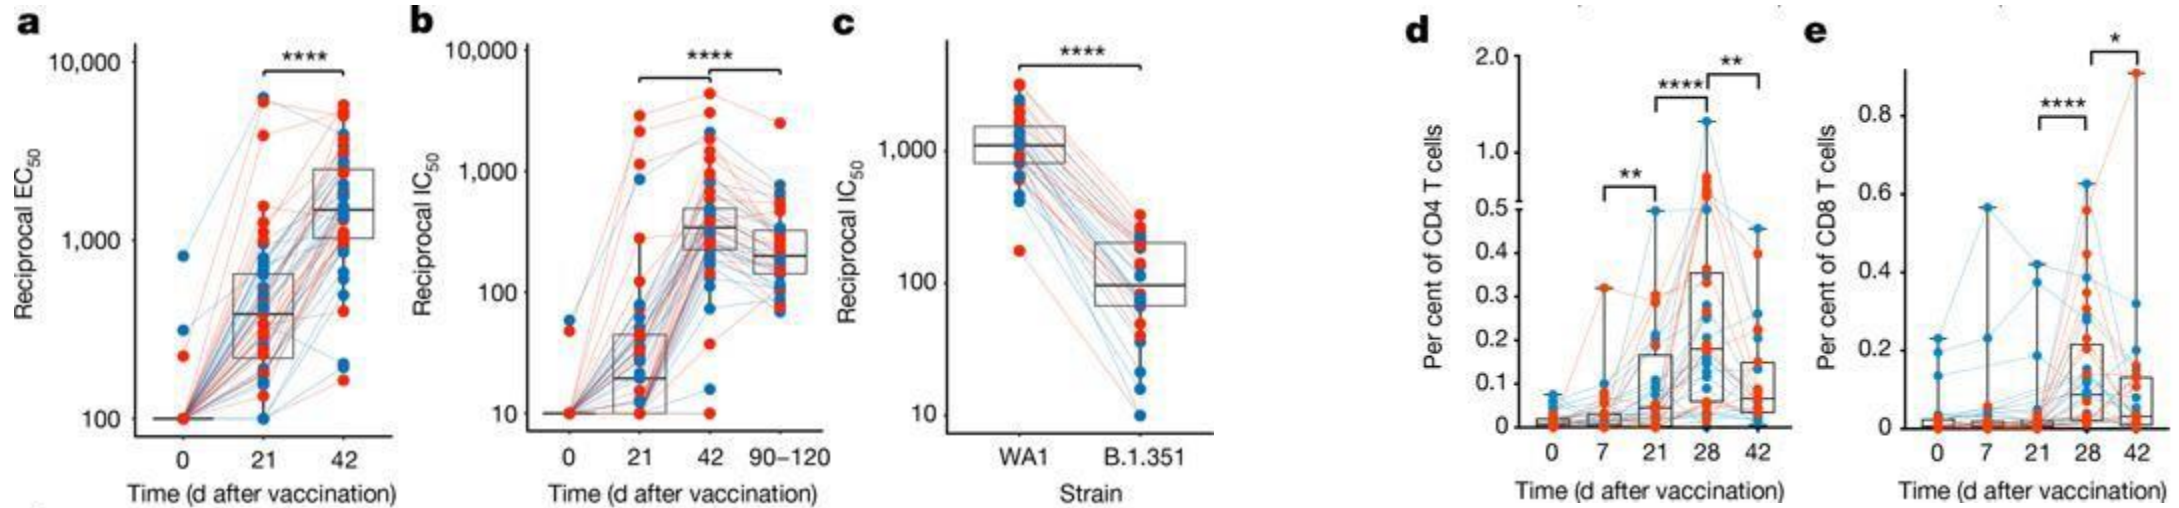 a
****
10,000
1,000
100
Reciprocal EC50
0 21 42
Time (d after vaccination)
b
****
10,000
1,000
100
10
Reciprocal IC50
0 21 42 90–120
Time (d after vaccination)
c
****
1,000
100
10
Reciprocal IC50
WA1 B.1.351
Strain
d
**
****
**
2.0
1.0
0.5
0.4
0.3
0.2
0.1
0
Per cent of CD4 T cells
0 7 21 28 42
Time (d after vaccination)
e
*
****
0.8
0.6
0.4
0.2
0
Per cent of CD8 T cells
0 7 21 28 42
Time (d after vaccination)